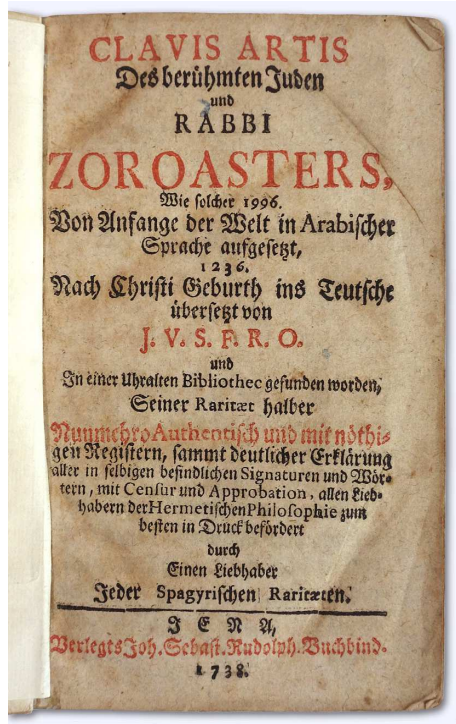 CLAVIS ARTIS
Des berühmten Juden
und
RABBI
ZOROASTERS,
Wie solcher 1996.
Von Anfange der Welt in Arabischer
Sprache aufgesetzt,
1236.
Nach Christi Geburth ins Teutsche
übersetzt von
J. V. S. F. R. O.
und
In einer Uhralten Bibliothec gefunden worden,
Seiner Raritæt halber
Nunmehro Authentisch und mit nöthi-
gen Registern, sammt deutlicher Erklärung
aller in selbigen befindlichen Signaturen und Wör-
tern, mit Censur und Approbation, allen Lieb-
habern der Hermetischen Philosophie zum
besten in Druck befördert
durch
Einen Liebhaber
Jeder Spagyrischen Raritæten.
JENA,
Verlegts Joh. Sebast. Rudolph. Buchbind.
1738.